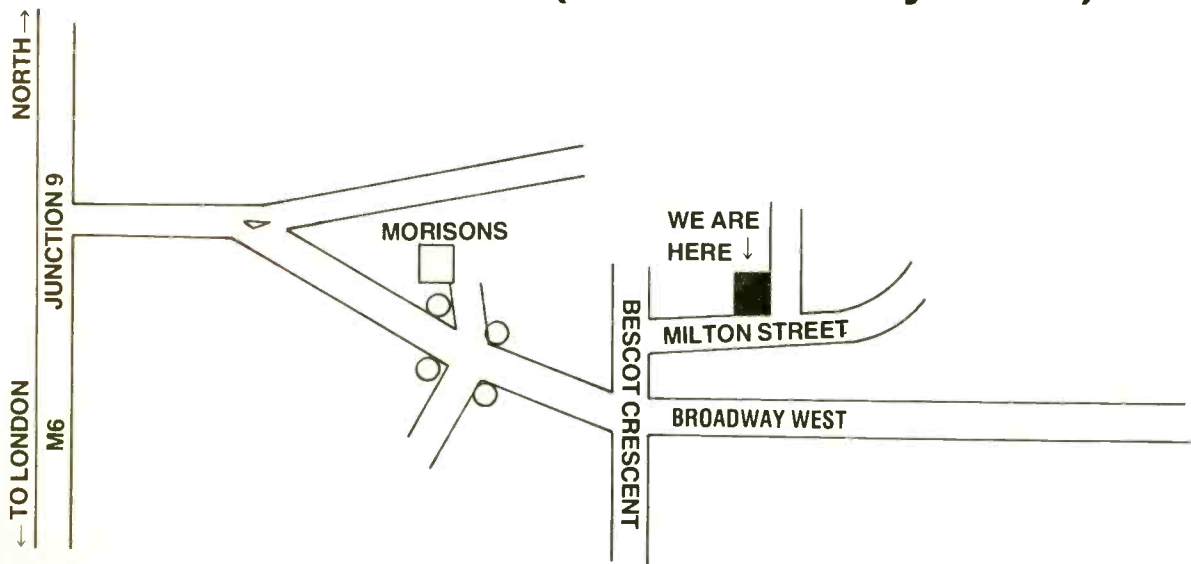 NORTH →
JUNCTION 9
← TO LONDON
M6
MORISONS
WE ARE
HERE ↓
BESCOT CRESCENT
MILTON STREET
BROADWAY WEST